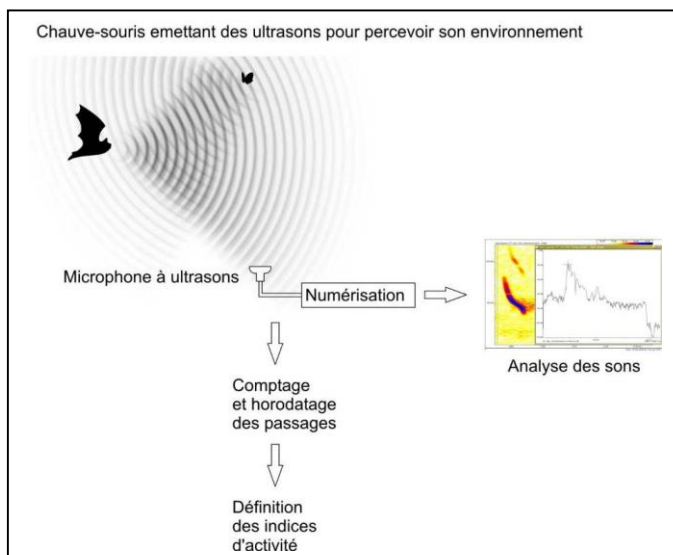 Chauve-souris emettant des ultrasons pour percevoir son environnement
Microphone à ultrasons
Numérisation
Analyse des sons
Comptage
et horodatage
des passages
Définition
des indices
d'activité